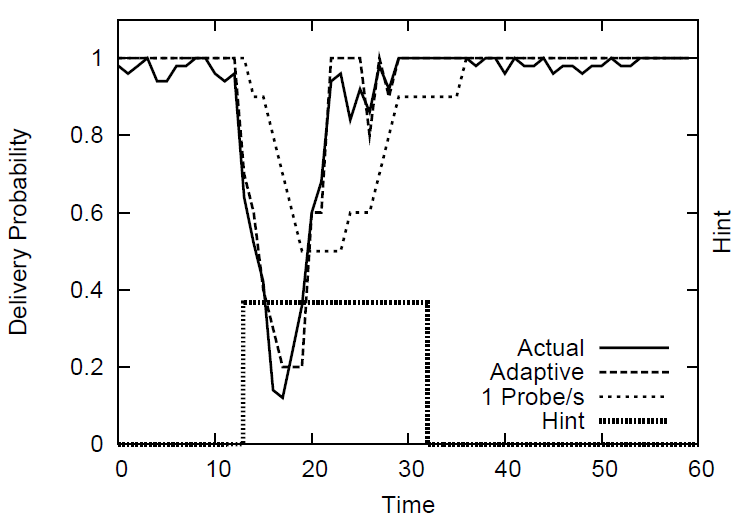 1
0.8
0.6
0.4
0.2
0
Delivery Probability
Hint
Actual
Adaptive
1 Probe/s
Hint
0 10 20 30 40 50 60
Time